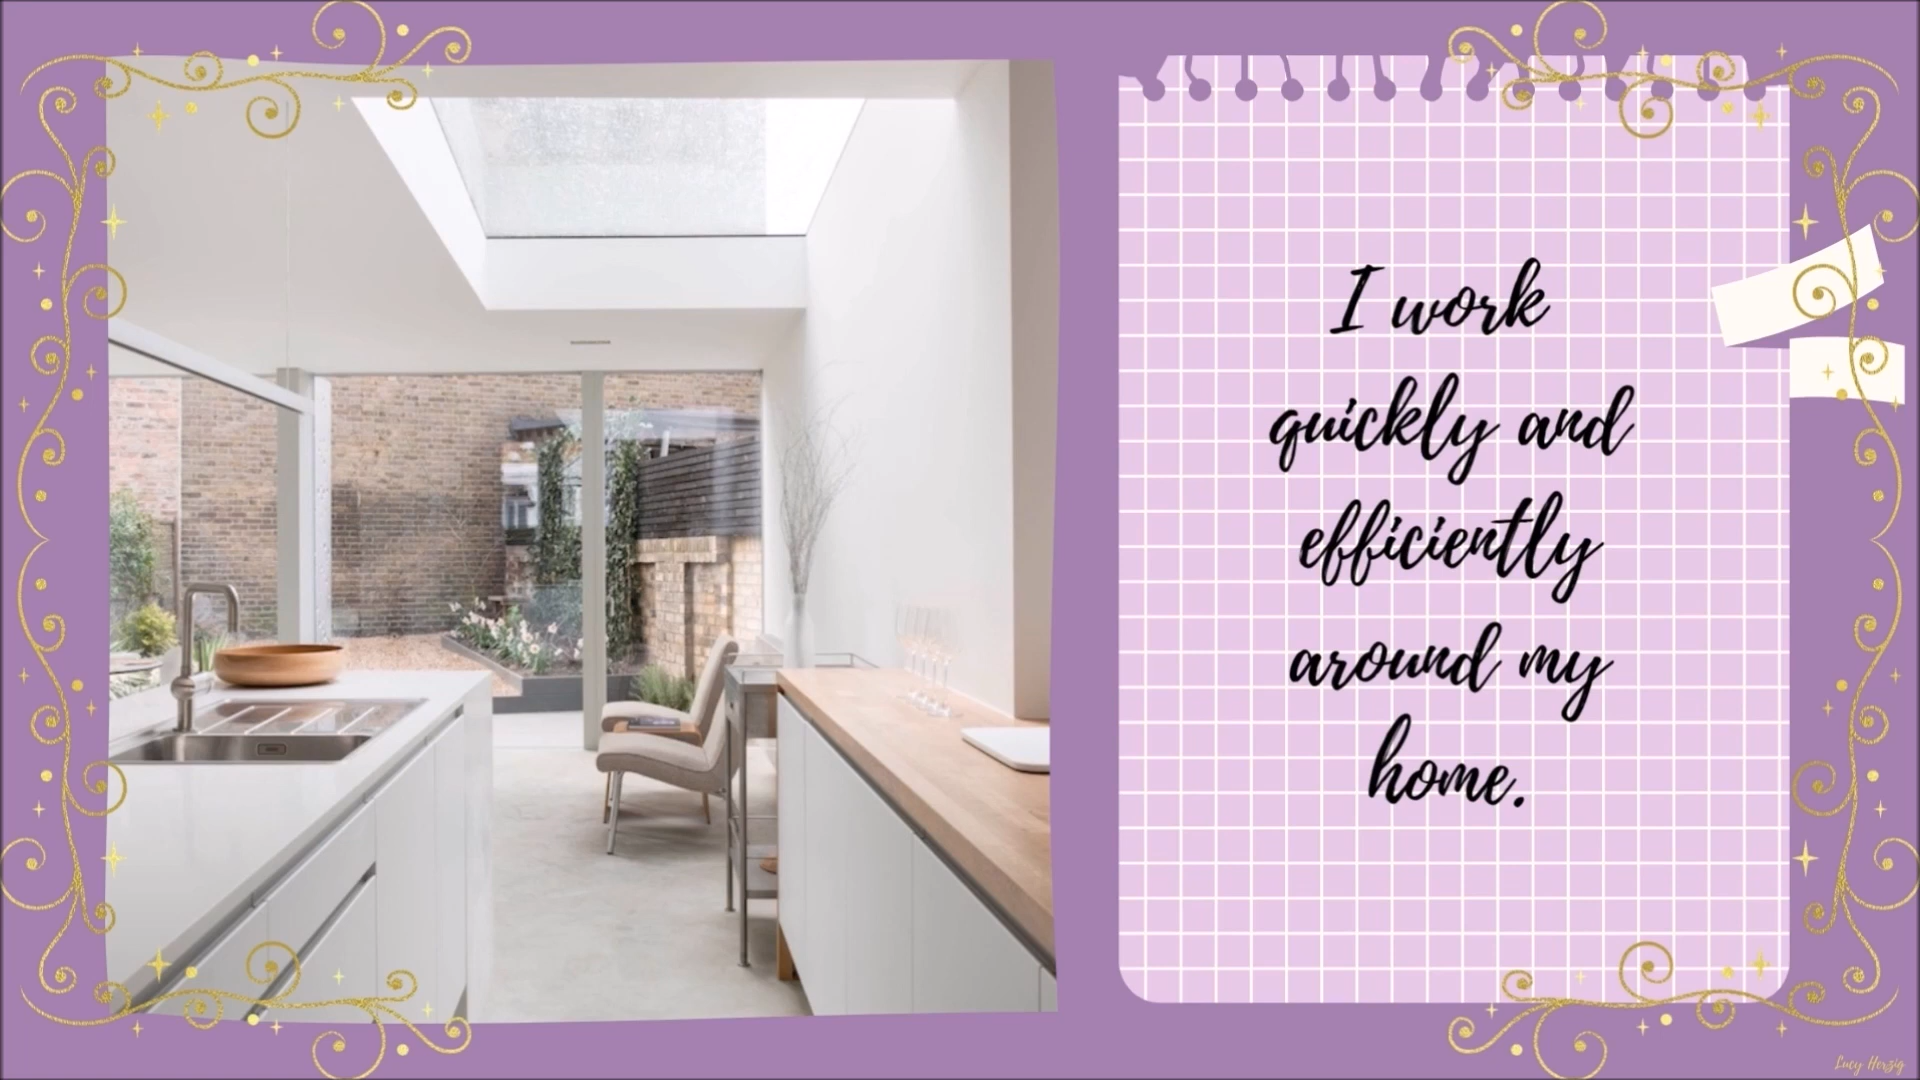 I work
quickly and
efficiently
around my
home.
Lucy Herzig